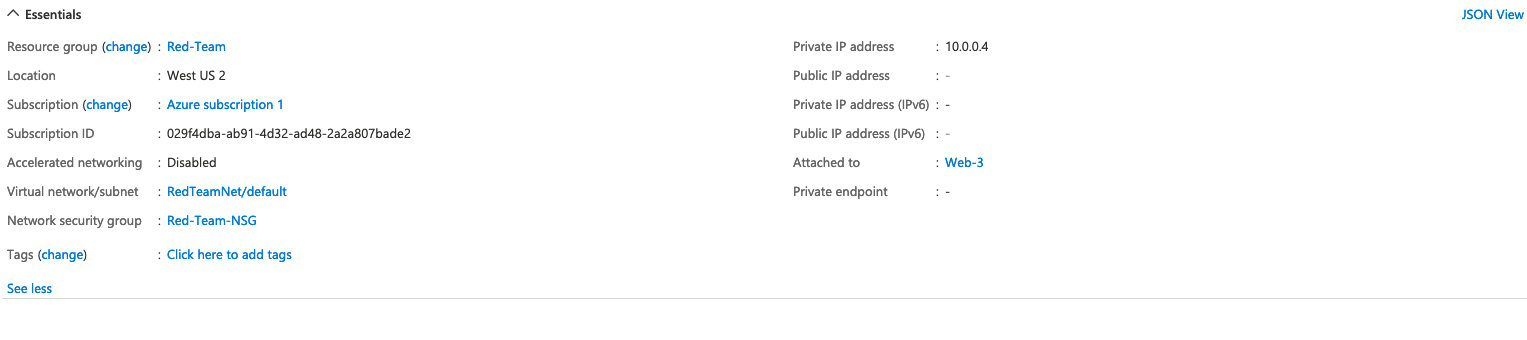 Essentials
JSON View
Resource group (change) : Red-Team
Location : West US 2
Subscription (change) : Azure subscription 1
Subscription ID : 029f4dba-ab91-4d32-ad48-2a2a807bade2
Accelerated networking : Disabled
Virtual network/subnet : RedTeamNet/default
Network security group : Red-Team-NSG
Tags (change) : Click here to add tags
See less
Private IP address : 10.0.0.4
Public IP address : -
Private IP address (IPv6) : -
Public IP address (IPv6) : -
Attached to : Web-3
Private endpoint : -